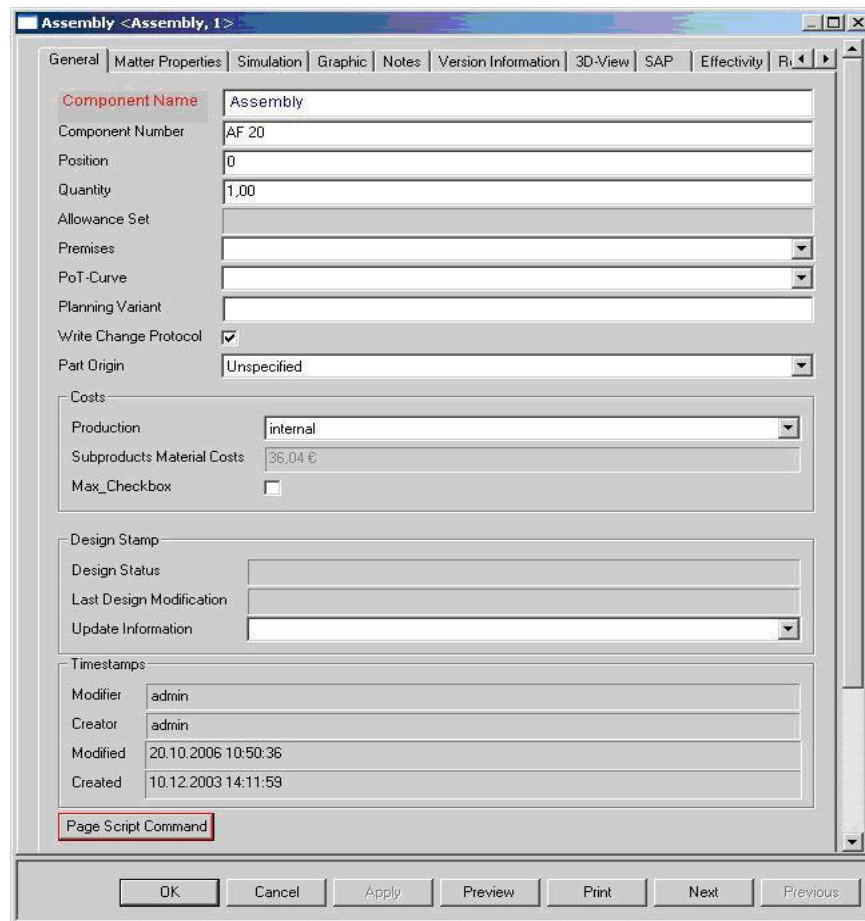 Assembly <Assembly, 1>
General Matter Properties Simulation Graphic Notes Version Information 3D-View SAP Effectivity
Component Name Assembly
Component Number AF 20
Position 0
Quantity 1,00
Allowance Set
Premises
PoT-Curve
Planning Variant
Write Change Protocol
Part Origin Unspecified
Costs
Production internal
Subproducts Material Costs 36,04 €
Max_Checkbox
Design Stamp
Design Status
Last Design Modification
Update Information
Timestamps
Modifier admin
Creator admin
Modified 20.10.2006 10:50:36
Created 10.12.2003 14:11:59
Page Script Command
OK Cancel Apply Preview Print Next Previous